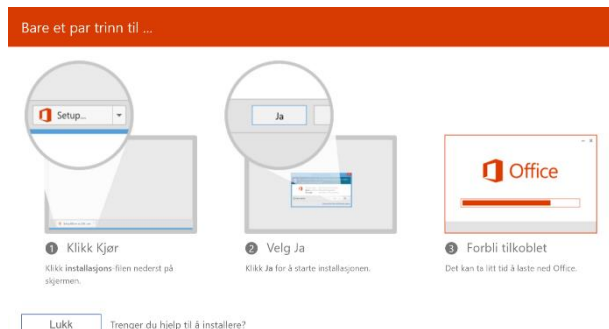 Bare et par trinn til ...
Setup...
Ja
Office
1 Klikk Kjør
2 Velg Ja
3 Forbli tilkoblet
Klikk installasjons-filen nederst på
skjermen.
Klikk Ja for å starte installasjonen.
Det kan ta litt tid å laste ned Office.
Lukk
Trenger du hjelp til å installere?